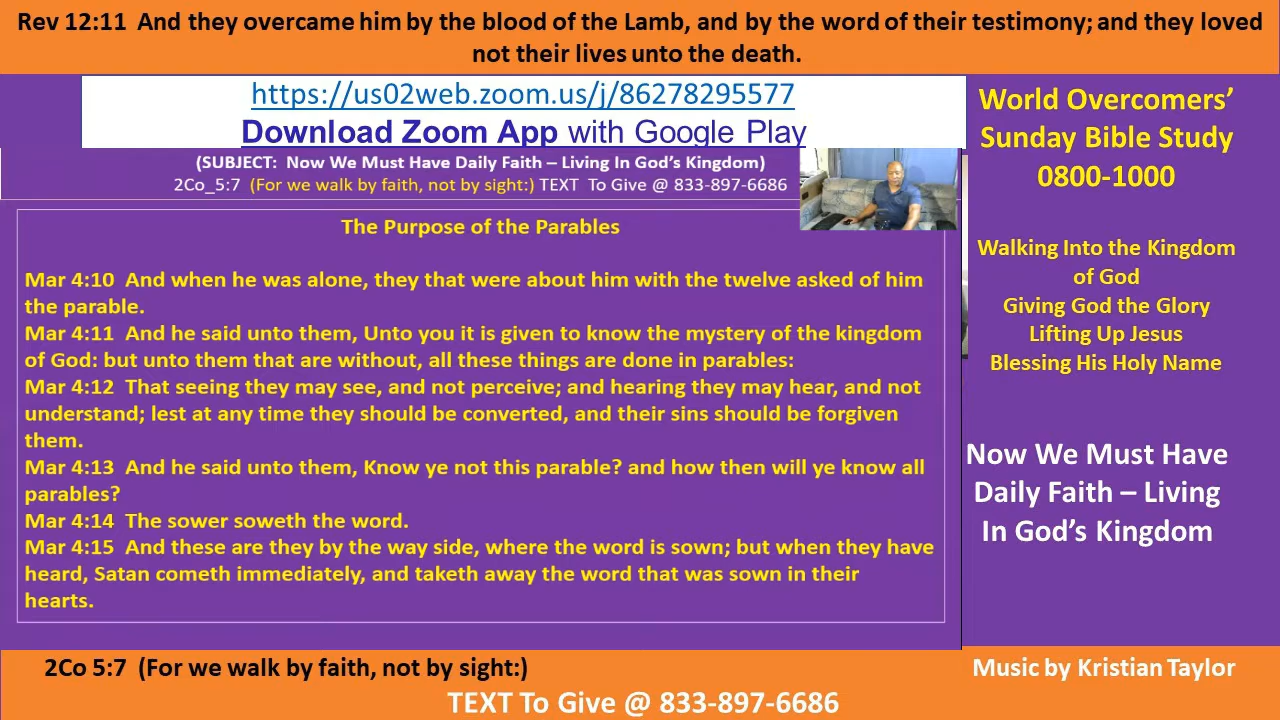 Rev 12:11  And they overcame him by the blood of the Lamb, and by the word of their testimony; and they loved
not their lives unto the death.
https://us02web.zoom.us/j/86278295577
Download Zoom App with Google Play
(SUBJECT:  Now We Must Have Daily Faith – Living In God's Kingdom)
2Co_5:7  (For we walk by faith, not by sight:) TEXT  To Give @ 833-897-6686
The Purpose of the Parables
Mar 4:10  And when he was alone, they that were about him with the twelve asked of him
the parable.
Mar 4:11  And he said unto them, Unto you it is given to know the mystery of the kingdom
of God: but unto them that are without, all these things are done in parables:
Mar 4:12  That seeing they may see, and not perceive; and hearing they may hear, and not
understand; lest at any time they should be converted, and their sins should be forgiven
them.
Mar 4:13  And he said unto them, Know ye not this parable? and how then will ye know all
parables?
Mar 4:14  The sower soweth the word.
Mar 4:15  And these are they by the way side, where the word is sown; but when they have
heard, Satan cometh immediately, and taketh away the word that was sown in their
hearts.
World Overcomers'
Sunday Bible Study
0800-1000
Walking Into the Kingdom
of God
Giving God the Glory
Lifting Up Jesus
Blessing His Holy Name
Now We Must Have
Daily Faith – Living
In God's Kingdom
2Co 5:7  (For we walk by faith, not by sight:)
Music by Kristian Taylor
TEXT To Give @ 833-897-6686